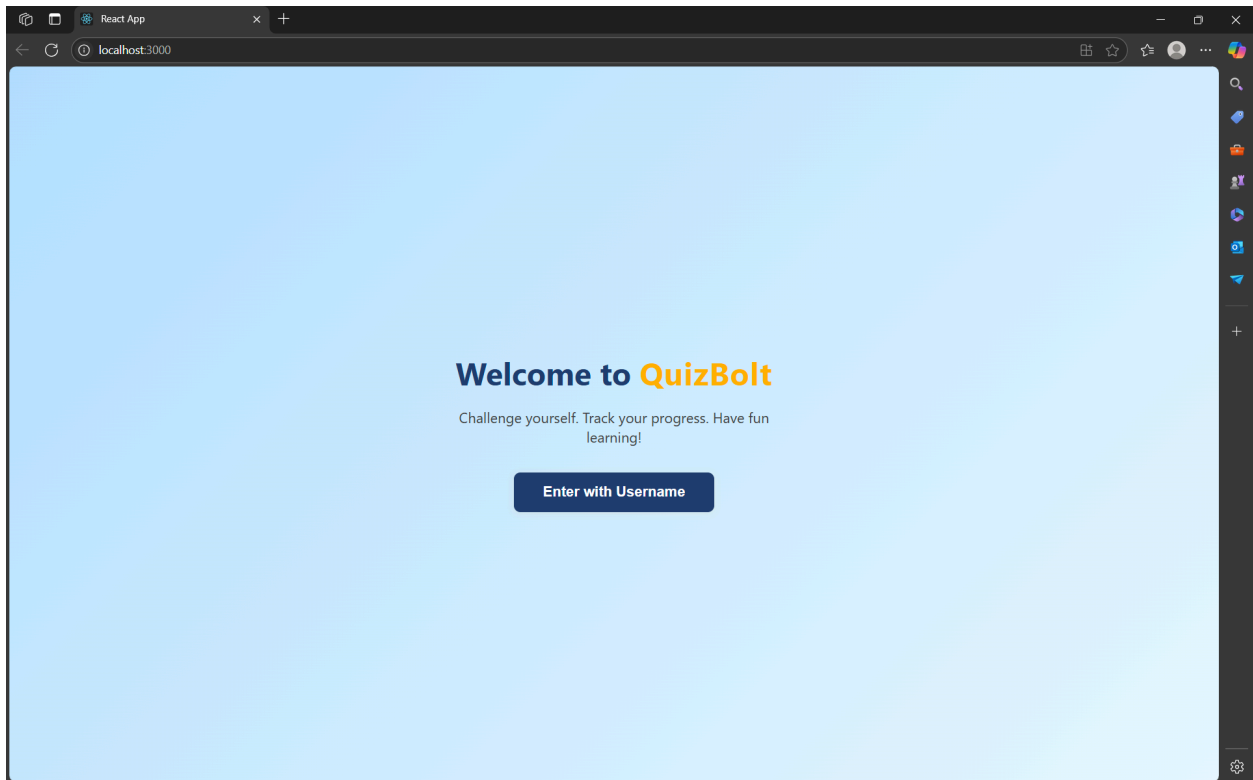 React App
localhost:3000
Welcome to QuizBolt
Challenge yourself. Track your progress. Have fun
learning!
Enter with Username